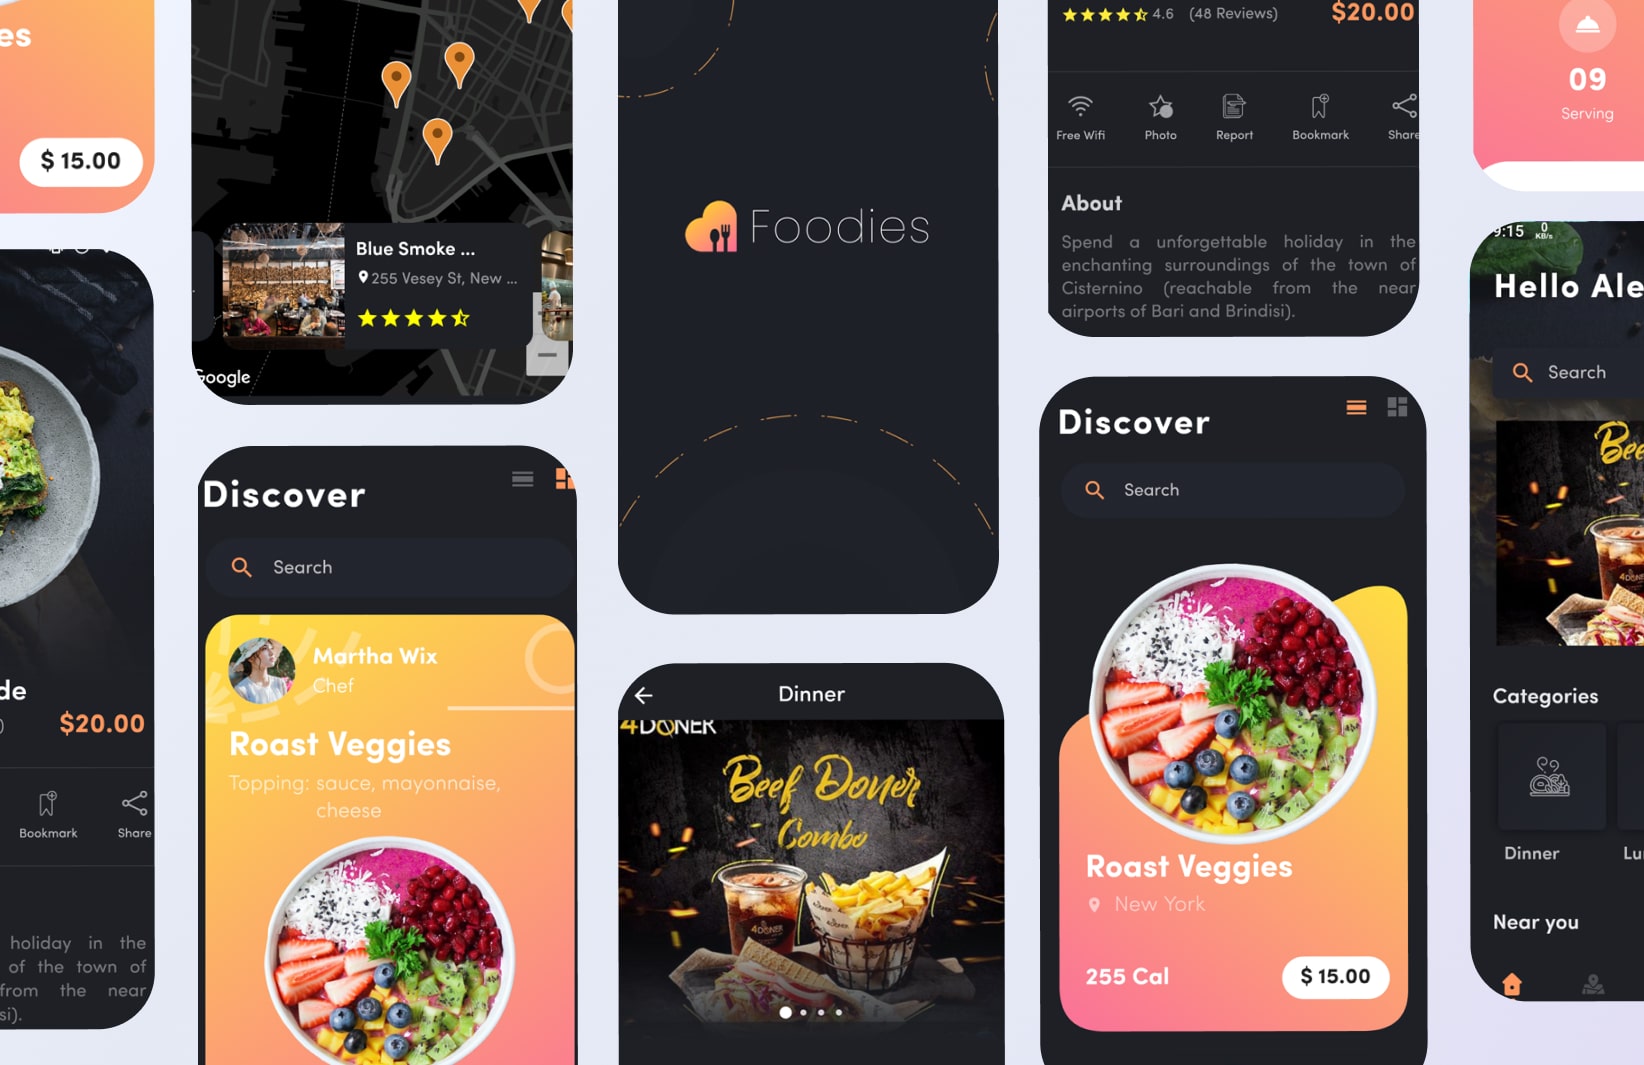 es
$ 15.00
de
$20.00
Bookmark
Share
holiday in the
of the town of
from the near
si).
Blue Smoke ...
255 Vesey St, New ...
Google
Discover
Search
Martha Wix
Chef
Roast Veggies
Topping: sauce, mayonnaise,
cheese
Foodies
Dinner
4DONER
Beef Doner
Combo
4DONER
4DONER
4.6 (48 Reviews)
$20.00
Free Wifi
Photo
Report
Bookmark
Share
About
Spend a unforgettable holiday in the
enchanting surroundings of the town of
Cisternino (reachable from the near
airports of Bari and Brindisi).
Discover
Search
Roast Veggies
New York
255 Cal
$ 15.00
09
Serving
9:15
0
KB/s
Hello Ale
Search
Bee
Categories
Dinner
Lu
Near you